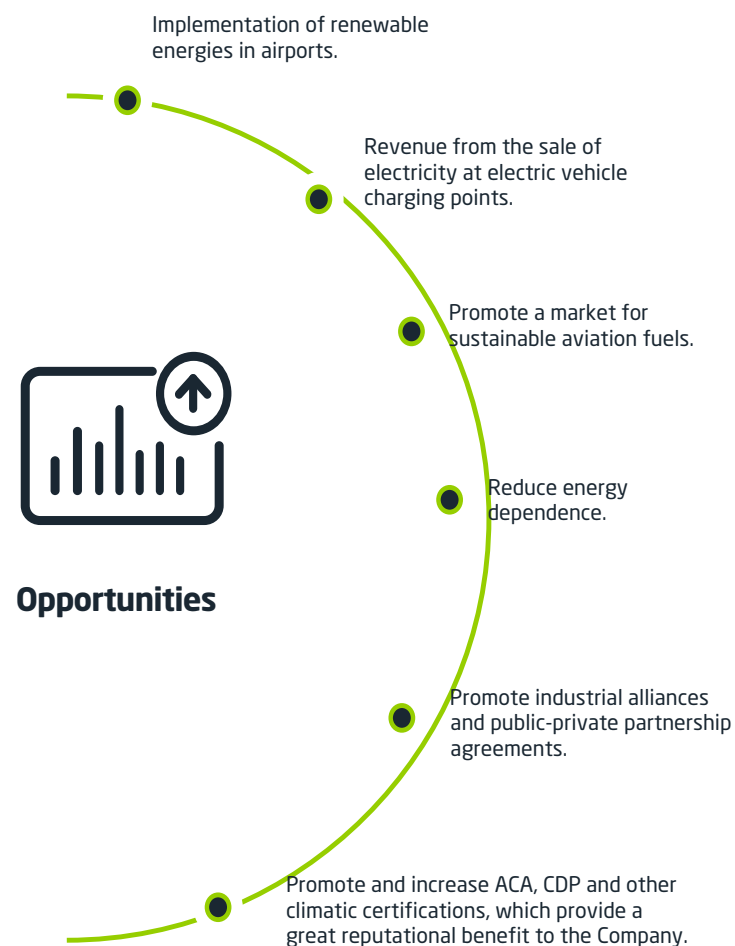 Implementation of renewable
energies in airports.
Revenue from the sale of
electricity at electric vehicle
charging points.
Promote a market for
sustainable aviation fuels.
Reduce energy
dependence.
Opportunities
Promote industrial alliances
and public-private partnership
agreements.
Promote and increase ACA, CDP and other
climatic certifications, which provide a
great reputational benefit to the Company.